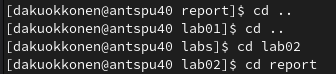 [dakuokkonen@antspu40 report]$ cd ..
[dakuokkonen@antspu40 lab01]$ cd ..
[dakuokkonen@antspu40 labs]$ cd lab02
[dakuokkonen@antspu40 lab02]$ cd report